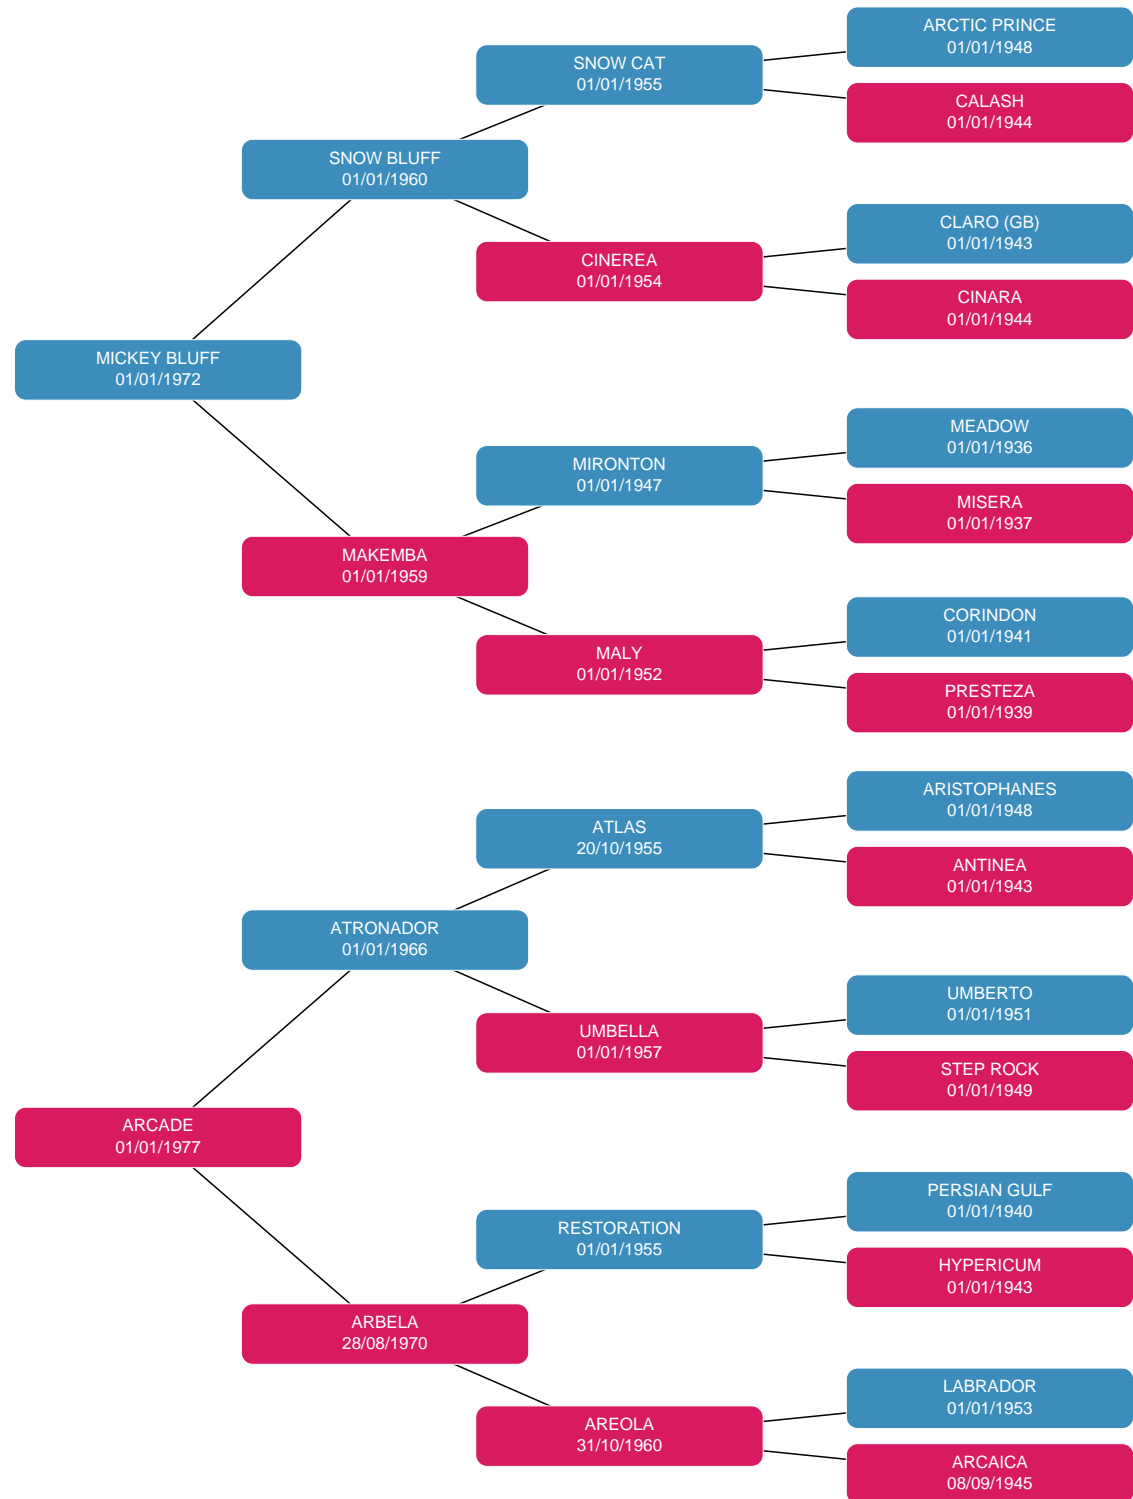 ARCTIC PRINCE
01/01/1948
SNOW CAT
01/01/1955
CALASH
01/01/1944
SNOW BLUFF
01/01/1960
CLARO (GB)
01/01/1943
CINEREA
01/01/1954
CINARA
01/01/1944
MICKEY BLUFF
01/01/1972
MEADOW
01/01/1936
MIRONTON
01/01/1947
MISERA
01/01/1937
MAKEMBA
01/01/1959
CORINDON
01/01/1941
MALY
01/01/1952
PRESTEZA
01/01/1939
ARISTOPHANES
01/01/1948
ATLAS
20/10/1955
ANTINEA
01/01/1943
ATRONADOR
01/01/1966
UMBERTO
01/01/1951
UMBELLA
01/01/1957
STEP ROCK
01/01/1949
ARCADE
01/01/1977
PERSIAN GULF
01/01/1940
RESTORATION
01/01/1955
HYPERICUM
01/01/1943
ARBELA
28/08/1970
LABRADOR
01/01/1953
AREOLA
31/10/1960
ARCAICA
08/09/1945